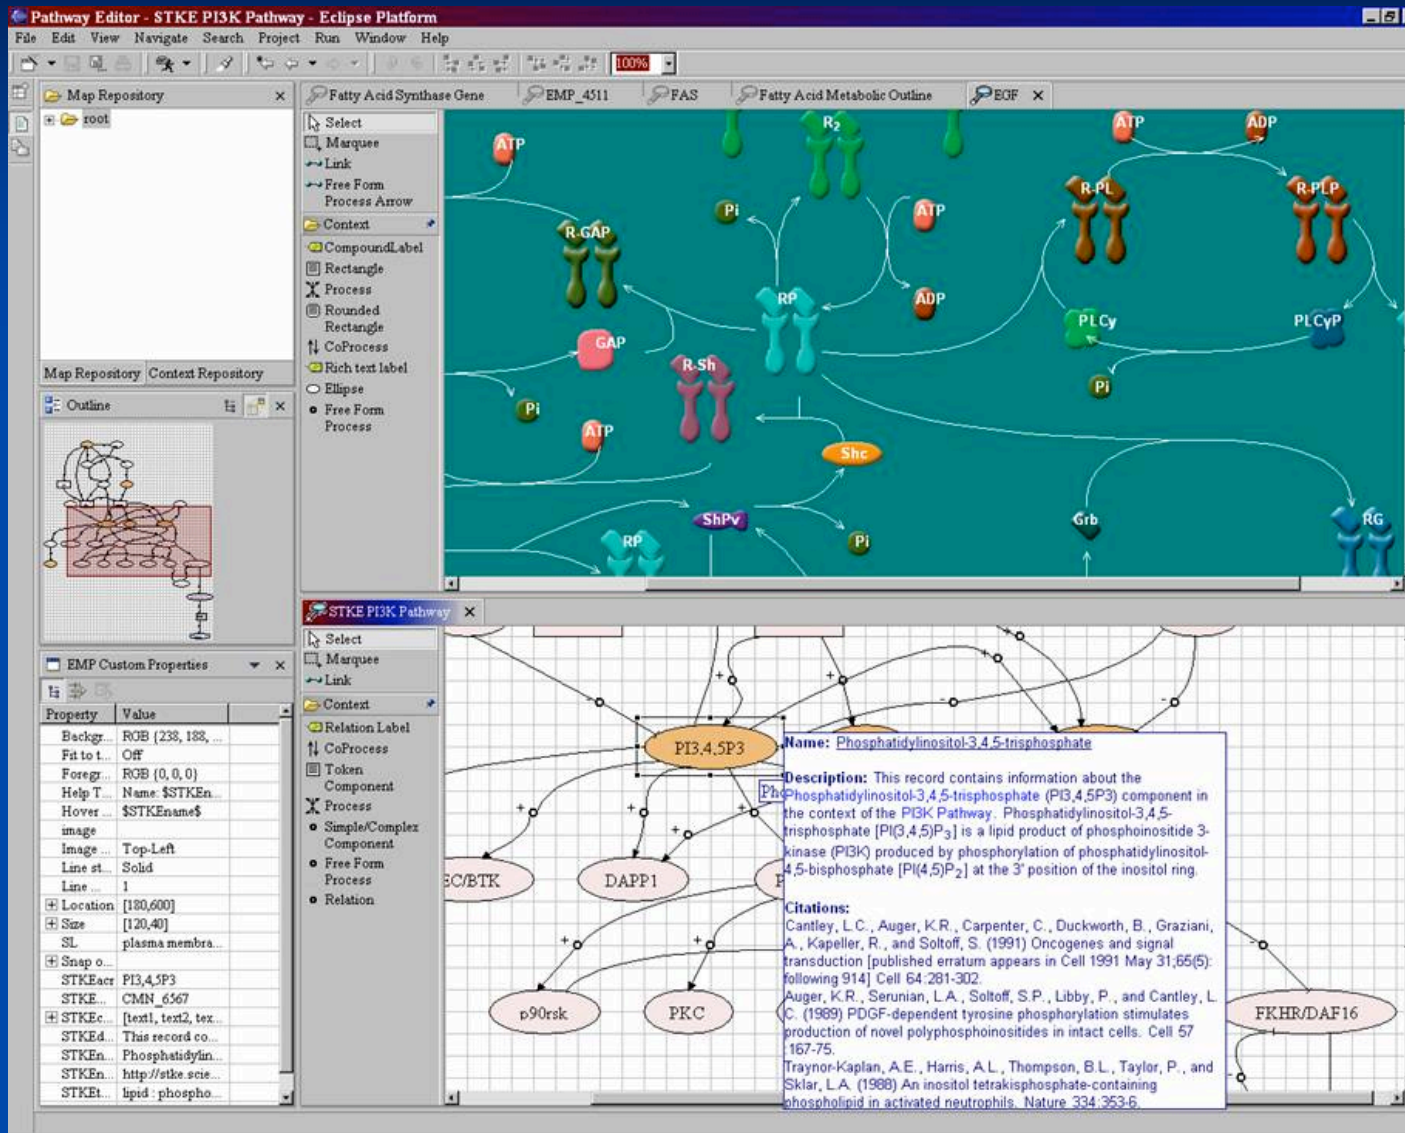 Pathway Editor - STKE PI3K Pathway - Eclipse Platform
File Edit View Navigate Search Project Run Window Help
100%
Map Repository
root
Map Repository Context Repository
Outline
EMP Custom Properties
Property Value
Backgr... RGB {238, 188, ...
Fit to t... Off
Foregr... RGB {0, 0, 0}
Help T... Name: $STKEn...
Hover ... $STKEname$
image
Image ... Top-Left
Line st... Solid
Line ... 1
Location [180,600]
Size [120,40]
SL plasma membra...
Snap o...
STKEacr PI3,4,5P3
STKE... CMN_6567
STKEc... [text1, text2, tex...
STKEd... This record co...
STKEn... Phosphatidylin...
STKEn... http://stke.scie...
STKEt... lipid : phospho...
Fatty Acid Synthase Gene EMP_4511 FAS Fatty Acid Metabolic Outline EGF
Select
Marquee
Link
Free Form
Process Arrow
Context
CompoundLabel
Rectangle
Process
Rounded
Rectangle
CoProcess
Rich text label
Ellipse
Free Form
Process
ATP R2 ATP ADP
R-GAP Pi ATP R-PL R-PLP
RP ADP
GAP PLCy PLCγP
R-Sh
Pi Pi
ATP Shc
ShPv Grb RG
RP Pi
STKE PI3K Pathway
Select
Marquee
Link
Context
Relation Label
CoProcess
Token
Component
Process
Simple/Complex
Component
Free Form
Process
Relation
PI3,4,5P3
EC/BTK DAPP1 P
p90rsk PKC FKHR/DAF16
Pho
Name: Phosphatidylinositol-3,4,5-trisphosphate
Description: This record contains information about the
Phosphatidylinositol-3,4,5-trisphosphate (PI3,4,5P3) component in
the context of the PI3K Pathway. Phosphatidylinositol-3,4,5-
trisphosphate [PI(3,4,5)P3] is a lipid product of phosphoinositide 3-
kinase (PI3K) produced by phosphorylation of phosphatidylinositol-
4,5-bisphosphate [PI(4,5)P2] at the 3' position of the inositol ring.
Citations:
Cantley, L.C., Auger, K.R., Carpenter, C., Duckworth, B., Graziani,
A., Kapeller, R., and Soltoff, S. (1991) Oncogenes and signal
transduction [published erratum appears in Cell 1991 May 31;65(5):
following 914] Cell 64:281-302.
Auger, K.R., Serunian, L.A., Soltoff, S.P., Libby, P., and Cantley, L.
C. (1989) PDGF-dependent tyrosine phosphorylation stimulates
production of novel polyphosphoinositides in intact cells. Cell 57
:167-75.
Traynor-Kaplan, A.E., Harris, A.L., Thompson, B.L., Taylor, P., and
Sklar, L.A. (1988) An inositol tetrakisphosphate-containing
phospholipid in activated neutrophils. Nature 334:353-6.